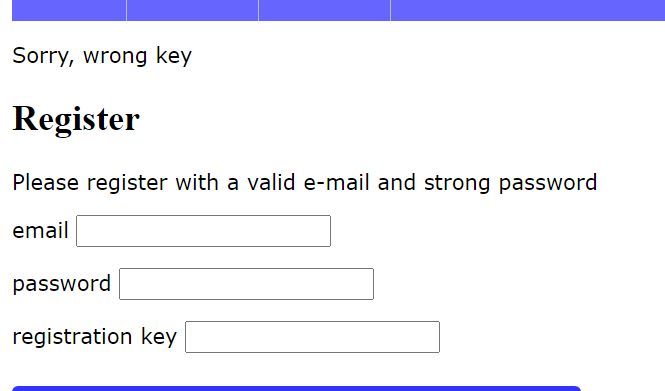 Sorry, wrong key
Register
Please register with a valid e-mail and strong password
email
password
registration key